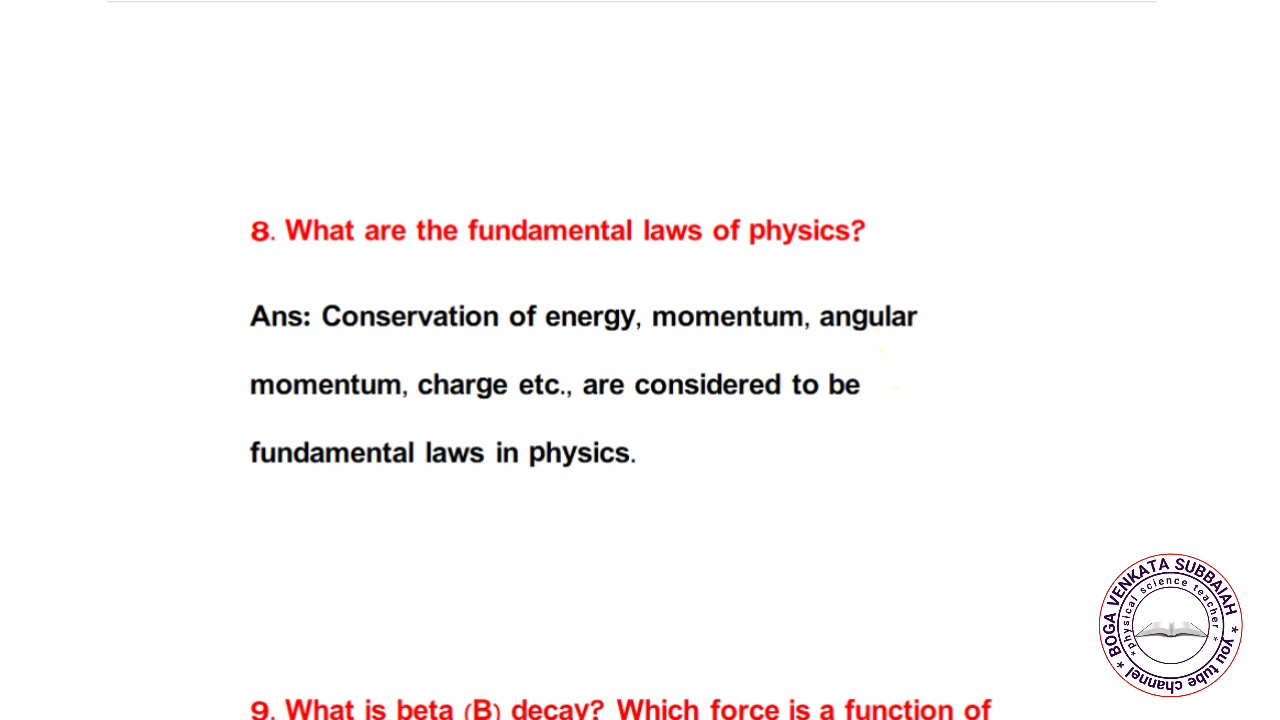 8. What are the fundamental laws of physics?
Ans: Conservation of energy, momentum, angular
momentum, charge etc., are considered to be
fundamental laws in physics.
BOGA VENKATA SUBBAIAH * you tube channel *
* physical science teacher *
9. What is beta (B) decay? Which force is a function of